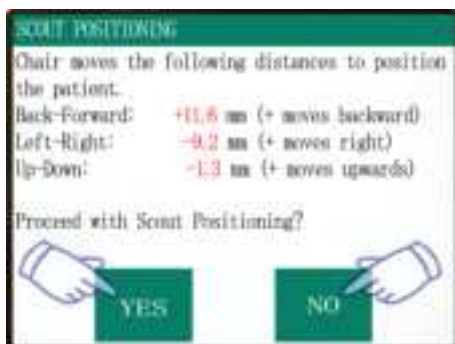 SCOUT POSITIONING
Chair moves the following distances to position
the patient.
Back-Forward: +11.6 mm (+ moves backward)
Left-Right: -9.2 mm (+ moves right)
Up-Down: -1.3 mm (+ moves upwards)
Proceed with Scout Positioning?
YES NO